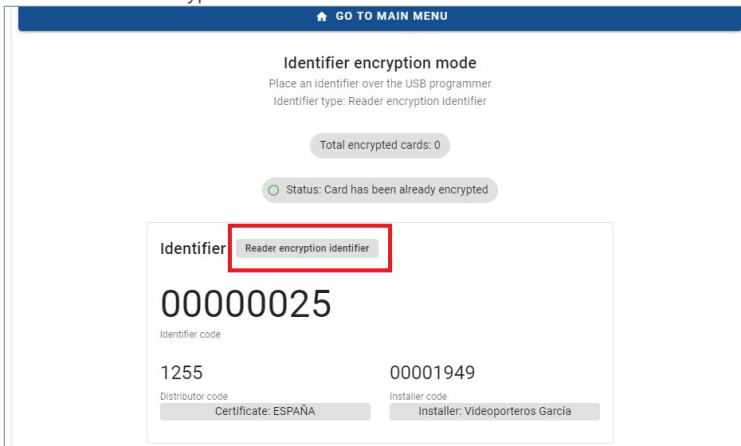 GO TO MAIN MENU
Identifier encryption mode
Place an identifier over the USB programmer
Identifier type: Reader encryption identifier
Total encrypted cards: 0
Status: Card has been already encrypted
Identifier Reader encryption identifier
00000025
Identifier code
1255 00001949
Distributor code Installer code
Certificate: ESPAÑA Installer: Videoporteros García